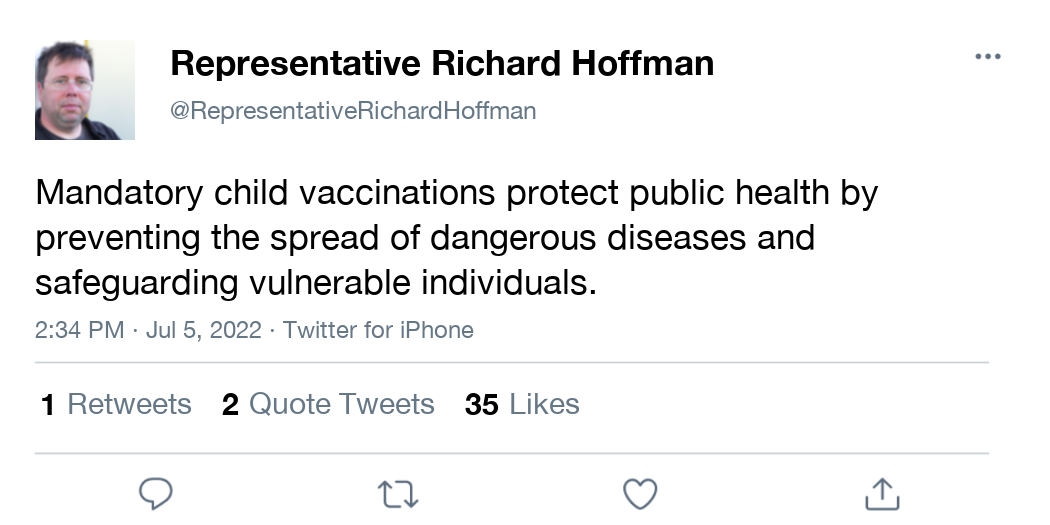 Representative Richard Hoffman
@RepresentativeRichardHoffman
Mandatory child vaccinations protect public health by
preventing the spread of dangerous diseases and
safeguarding vulnerable individuals.
2:34 PM · Jul 5, 2022 · Twitter for iPhone
1 Retweets 2 Quote Tweets 35 Likes